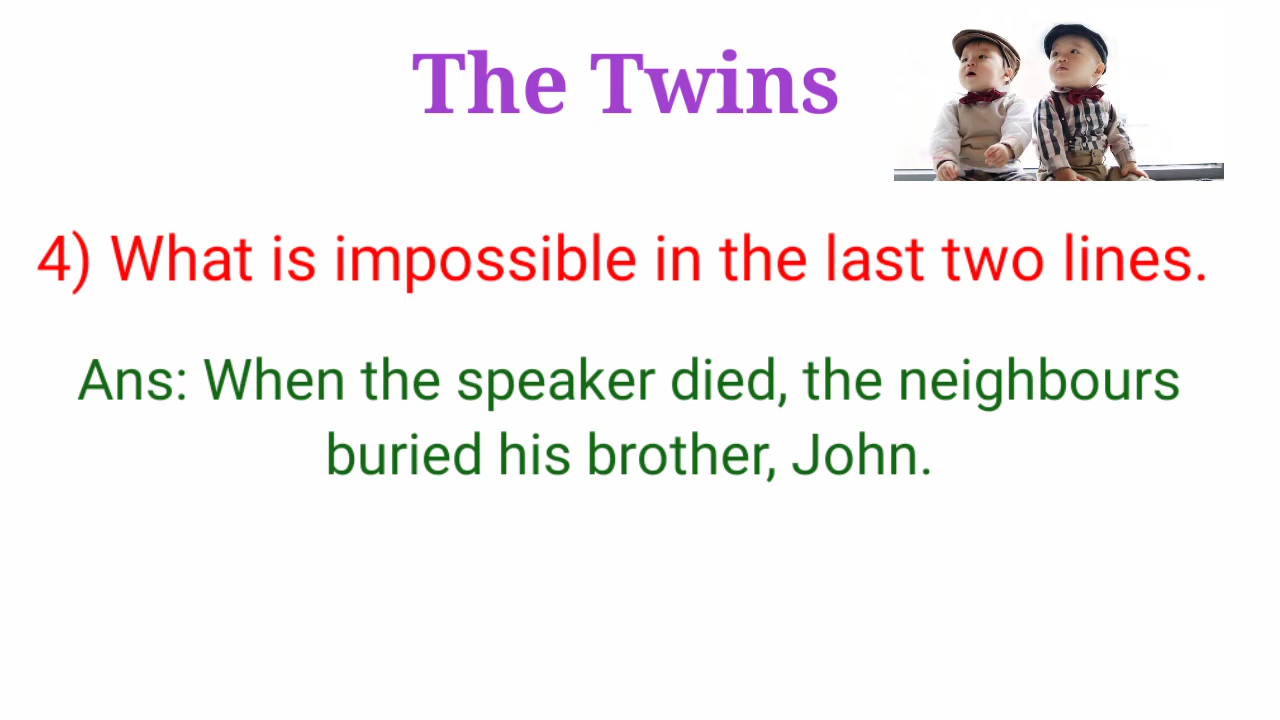 The Twins
4) What is impossible in the last two lines.
Ans: When the speaker died, the neighbours
buried his brother, John.